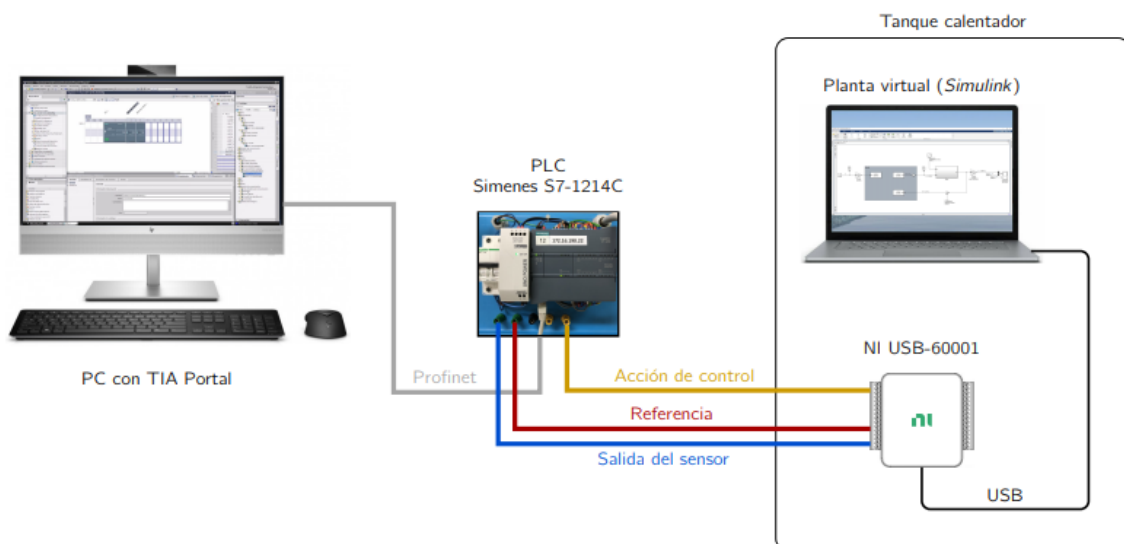 Tanque calentador
Planta virtual (Simulink)
PLC
Simenes S7-1214C
NI USB-60001
PC con TIA Portal
Profinet
Acción de control
Referencia
Salida del sensor
USB